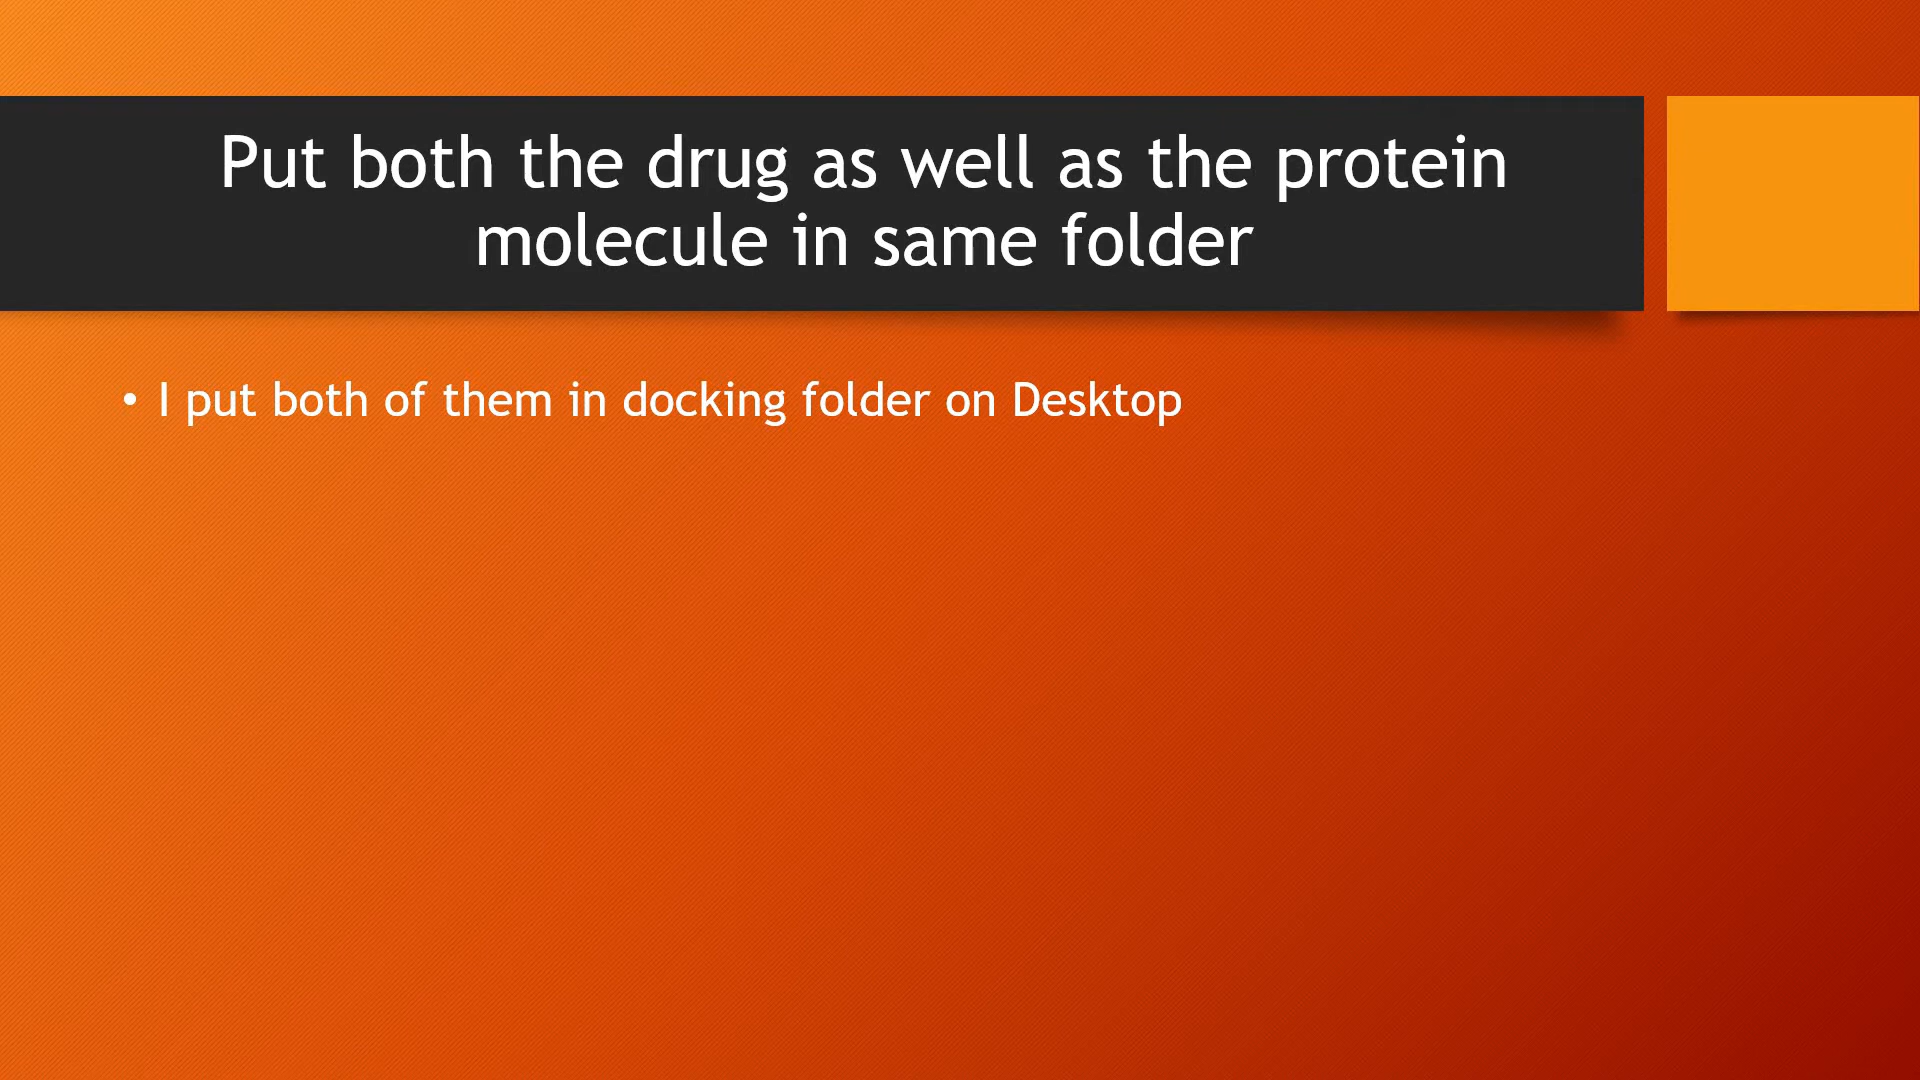 Put both the drug as well as the protein
molecule in same folder
• I put both of them in docking folder on Desktop